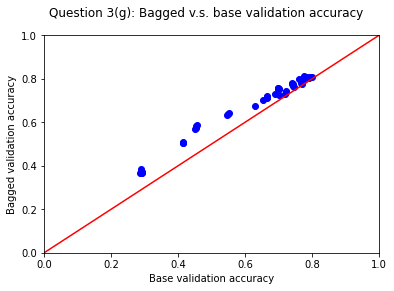 Question 3(g): Bagged v.s. base validation accuracy
1.0
0.8
0.6
0.4
0.2
0.0
Bagged validation accuracy
0.0 0.2 0.4 0.6 0.8 1.0
Base validation accuracy